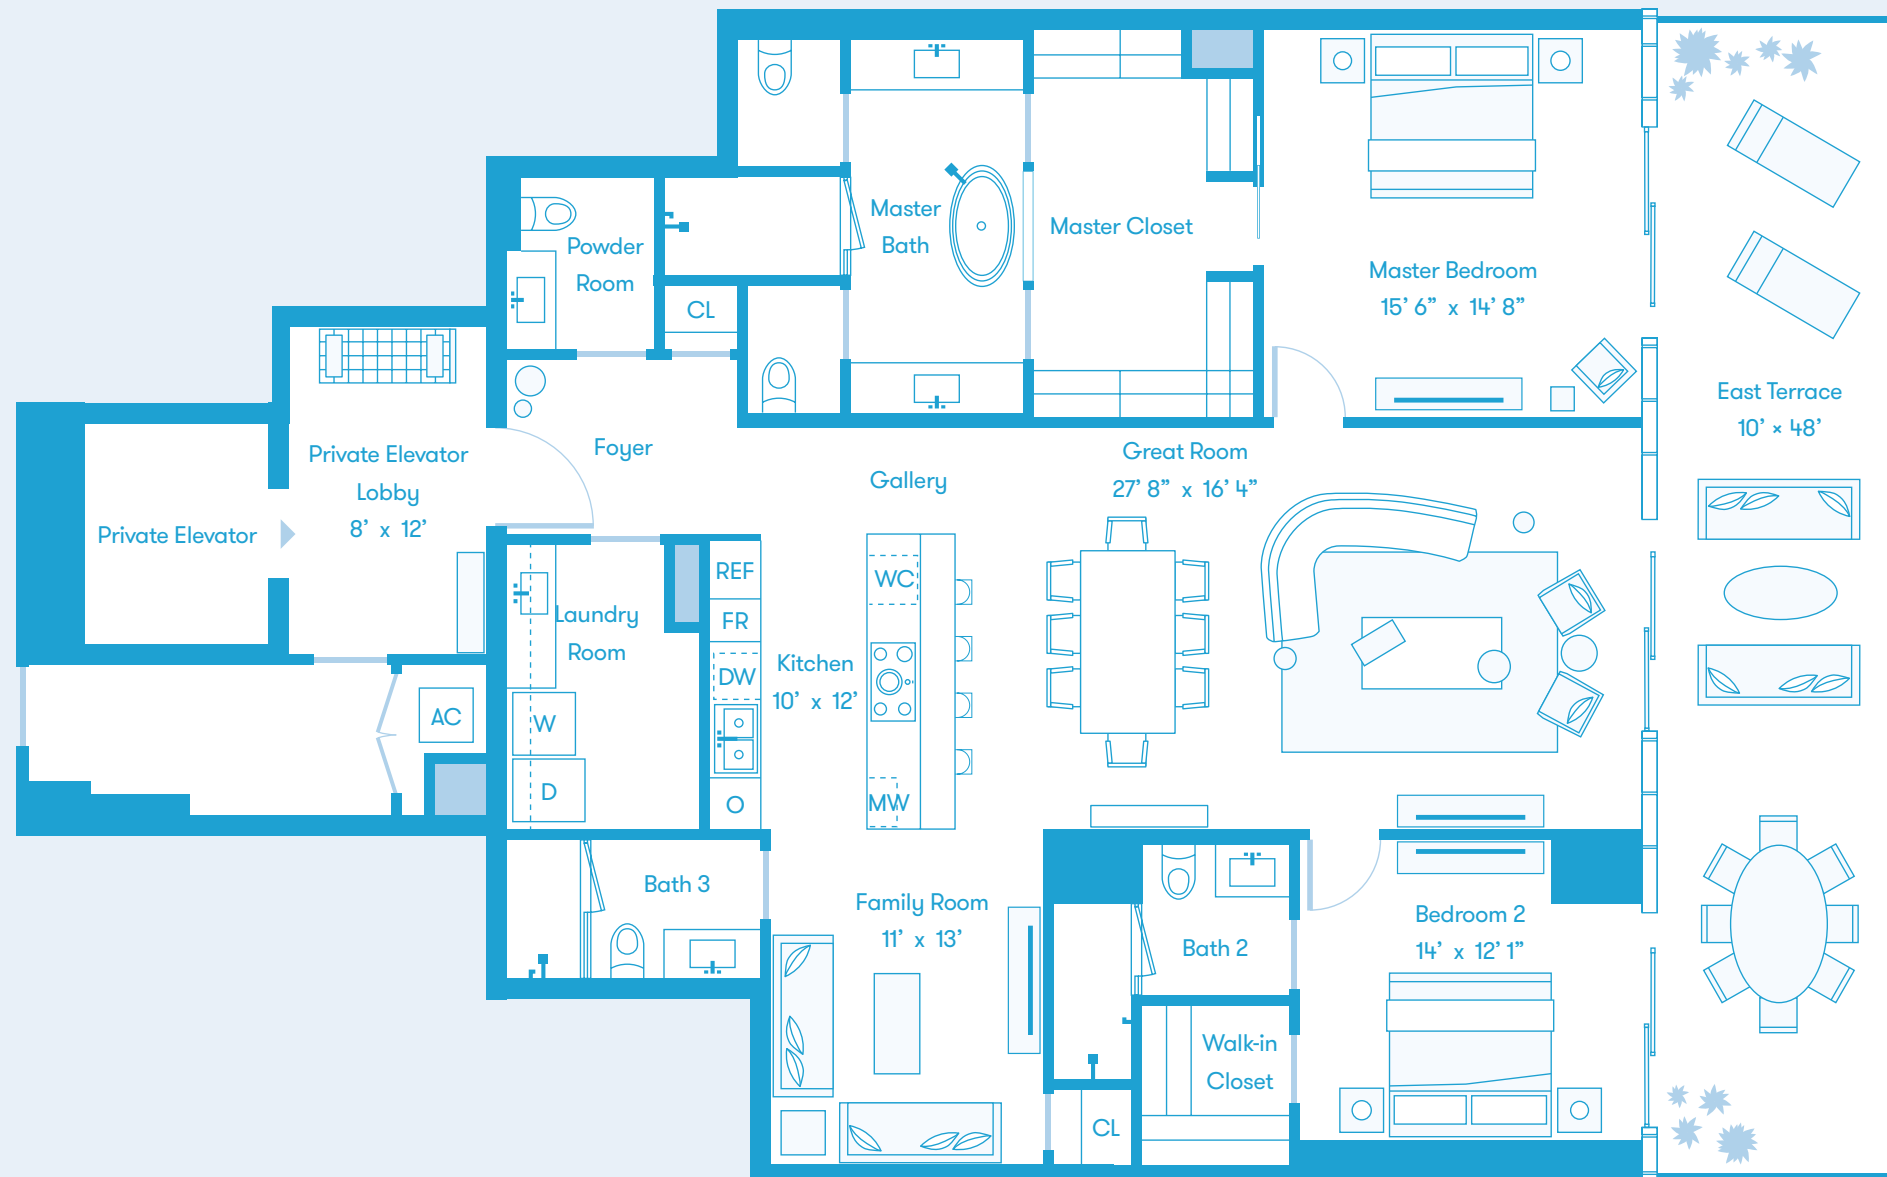 Master
Bath
Master Closet
Powder
Room
CL
Master Bedroom
15’ 6” x 14’ 8”
East Terrace
10’ × 48’
Private Elevator
Lobby
8’ x 12’
Private Elevator
Foyer
Gallery
Great Room
27’ 8” x 16’ 4”
Laundry
Room
REF
FR
DW
O
Kitchen
10’ x 12’
WC
MW
AC
W
D
Bath 3
Family Room
11’ x 13’
Bath 2
Bedroom 2
14’ x 12’ 1”
Walk-in
Closet
CL